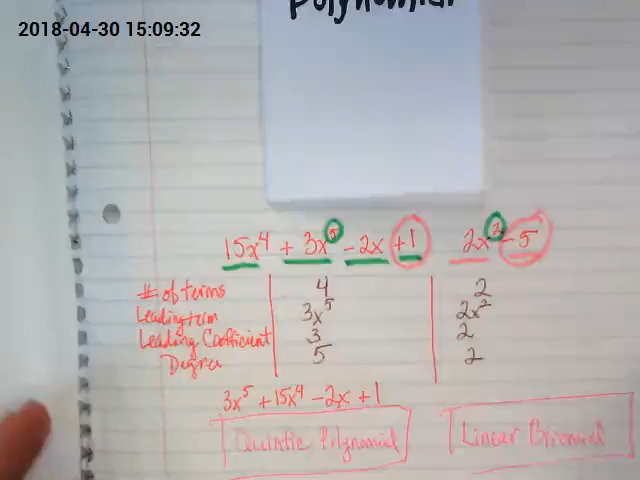 2018-04-30 15:09:32
Polynomial
15x⁴ + 3x⁵ - 2x + 1 2x² - 5
# of terms 4 2
Leading term 3x⁵ 2x²
Leading Coefficient 3 2
Degree 5 2
3x⁵ + 15x⁴ - 2x + 1
Quintic Polynomial Linear Binomial